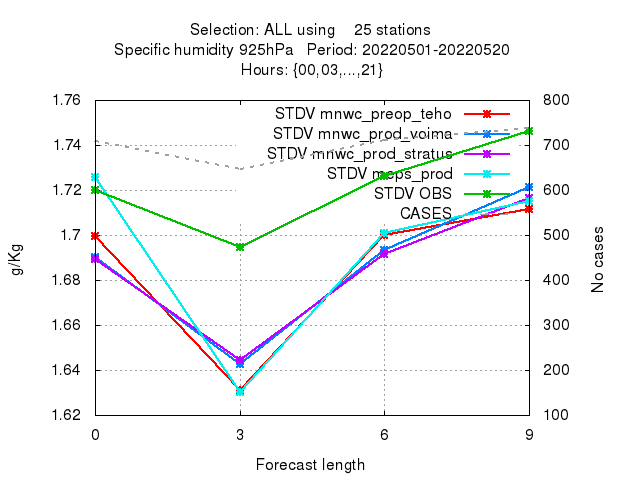 Selection: ALL using    25 stations
Specific humidity 925hPa   Period: 20220501-20220520
Hours: {00,03,...,21}
1.76
1.74
1.72
1.7
1.68
1.66
1.64
1.62
g/Kg
STDV mnwc_preop_teho
STDV mnwc_prod_voima
STDV mnwc_prod_stratus
STDV meps_prod
STDV OBS
CASES
800
700
600
500
400
300
200
100
No cases
0 3 6 9
Forecast length